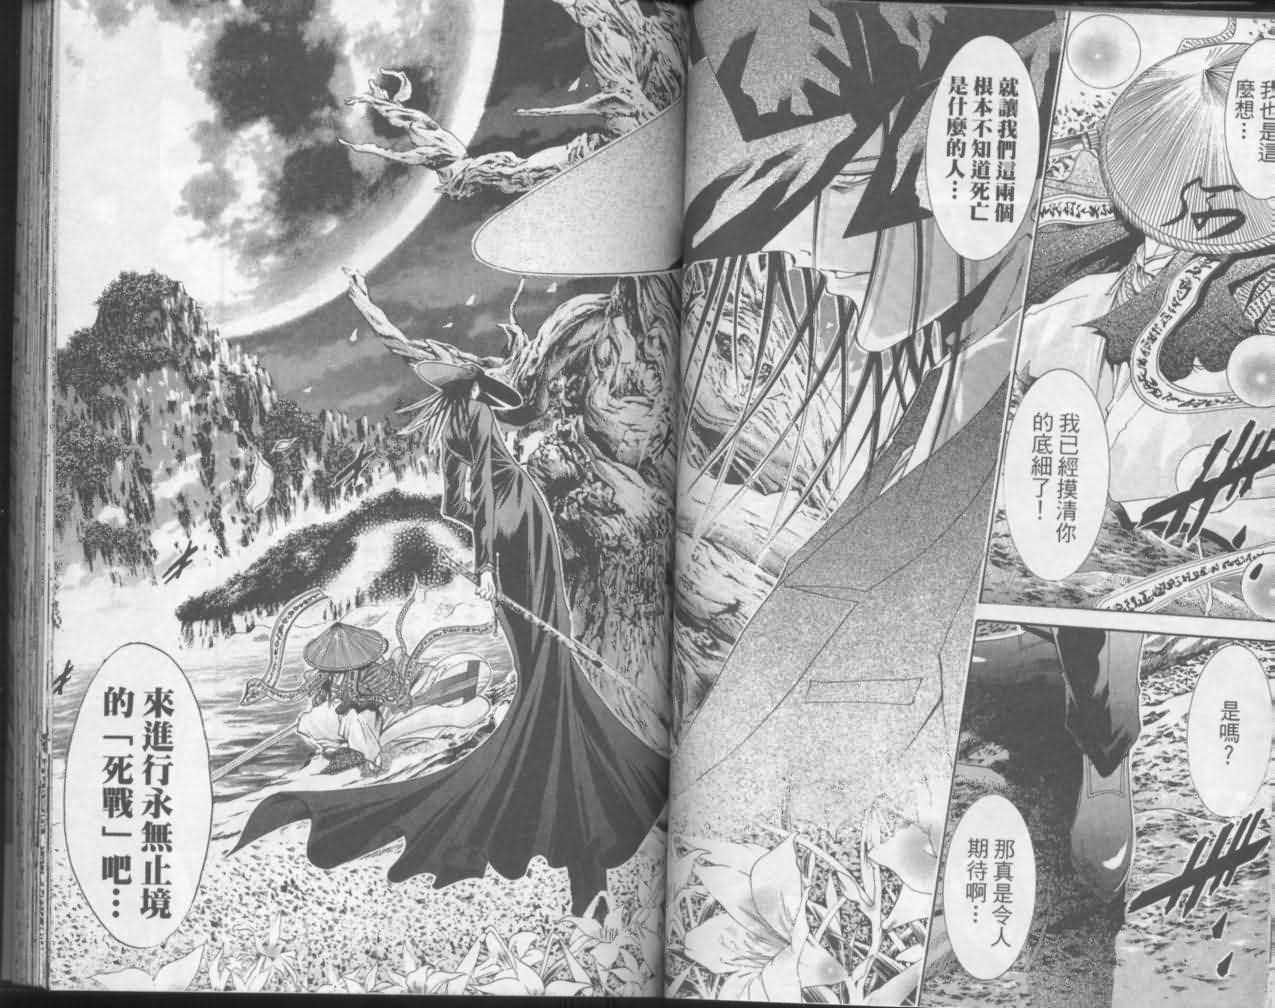 我也是這
麼想…
我已經摸清你
的底細了！
是嗎？
那真是令人
期待啊…
就讓我們這兩個
根本不知道死亡
是什麼的人…
來進行永無止境
的「死戰」吧…